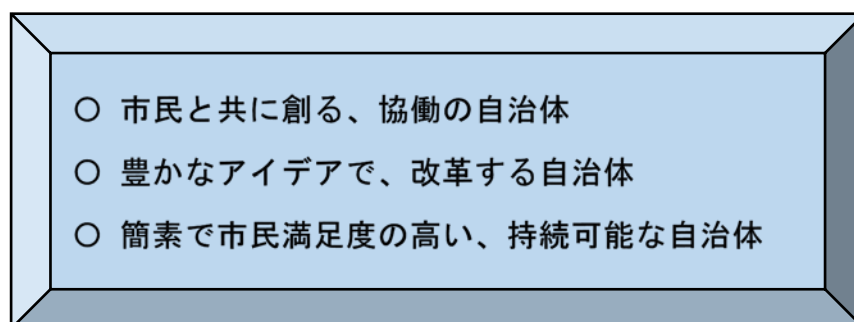 ○ 市民と共に創る、協働の自治体
○ 豊かなアイデアで、改革する自治体
○ 簡素で市民満足度の高い、持続可能な自治体